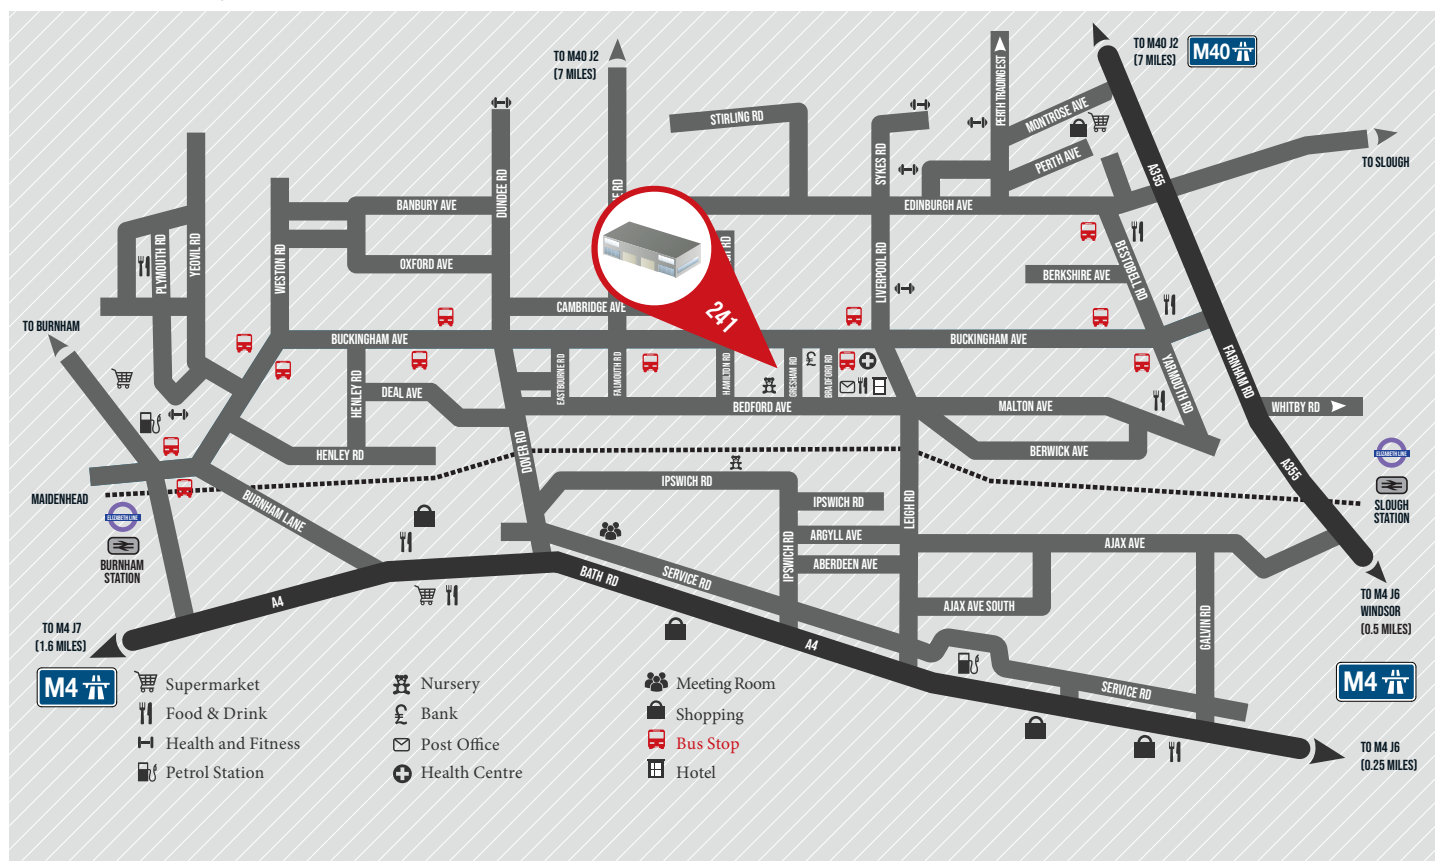 TO M40 J2
(7 MILES)
TO M40 J2
(7 MILES)
M40
PERTH TRADING EST
MONTROSE AVE
STIRLING RD
SYKES RD
PERTH AVE
A355
TO SLOUGH
DUNDEE RD
BANBURY AVE
EDINBURGH AVE
PLYMOUTH RD
YEOVIL RD
WESTON RD
OXFORD AVE
LIVERPOOL RD
BESTOBELL RD
BERKSHIRE AVE
CAMBRIDGE AVE
241
TO BURNHAM
BUCKINGHAM AVE
BUCKINGHAM AVE
HENLEY RD
DEAL AVE
EASTBOURNE RD
FALMOUTH RD
HAMILTON RD
GRESHAM RD
BRADFORD RD
YARMOUTH RD
FARNHAM RD
BEDFORD AVE
MALTON AVE
WHITBY RD
HENLEY RD
DOVER RD
BERWICK AVE
A355
ELIZABETH LINE
SLOUGH
STATION
MAIDENHEAD
ELIZABETH LINE
BURNHAM
STATION
BURNHAM LANE
IPSWICH RD
IPSWICH RD
IPSWICH RD
LEIGH RD
ARGYLL AVE
ABERDEEN AVE
AJAX AVE
AJAX AVE SOUTH
GALVIN RD
BATH RD
SERVICE RD
A4
A4
SERVICE RD
TO M4 J6
WINDSOR
(0.5 MILES)
TO M4 J7
(1.6 MILES)
M4
M4
TO M4 J6
(0.25 MILES)
Supermarket
Food & Drink
Health and Fitness
Petrol Station
Nursery
Bank
Post Office
Health Centre
Meeting Room
Shopping
Bus Stop
Hotel